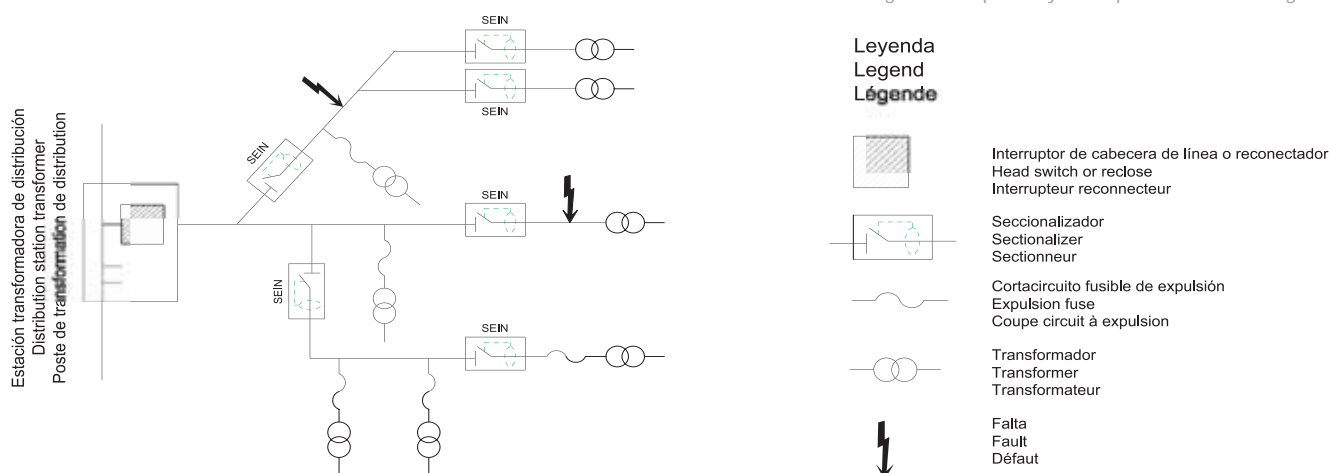 SEIN
SEIN
SEIN
SEIN
SEIN
SEIN
Estación transformadora de distribución
Distribution station transformer
Poste de transformation de distribution
Leyenda
Legend
Légende
Interruptor de cabecera de línea o reconectador
Head switch or reclose
Interrupteur reconnecteur
Seccionalizador
Sectionalizer
Sectionneur
Cortacircuito fusible de expulsión
Expulsion fuse
Coupe circuit à expulsion
Transformador
Transformer
Transformateur
Falta
Fault
Défaut